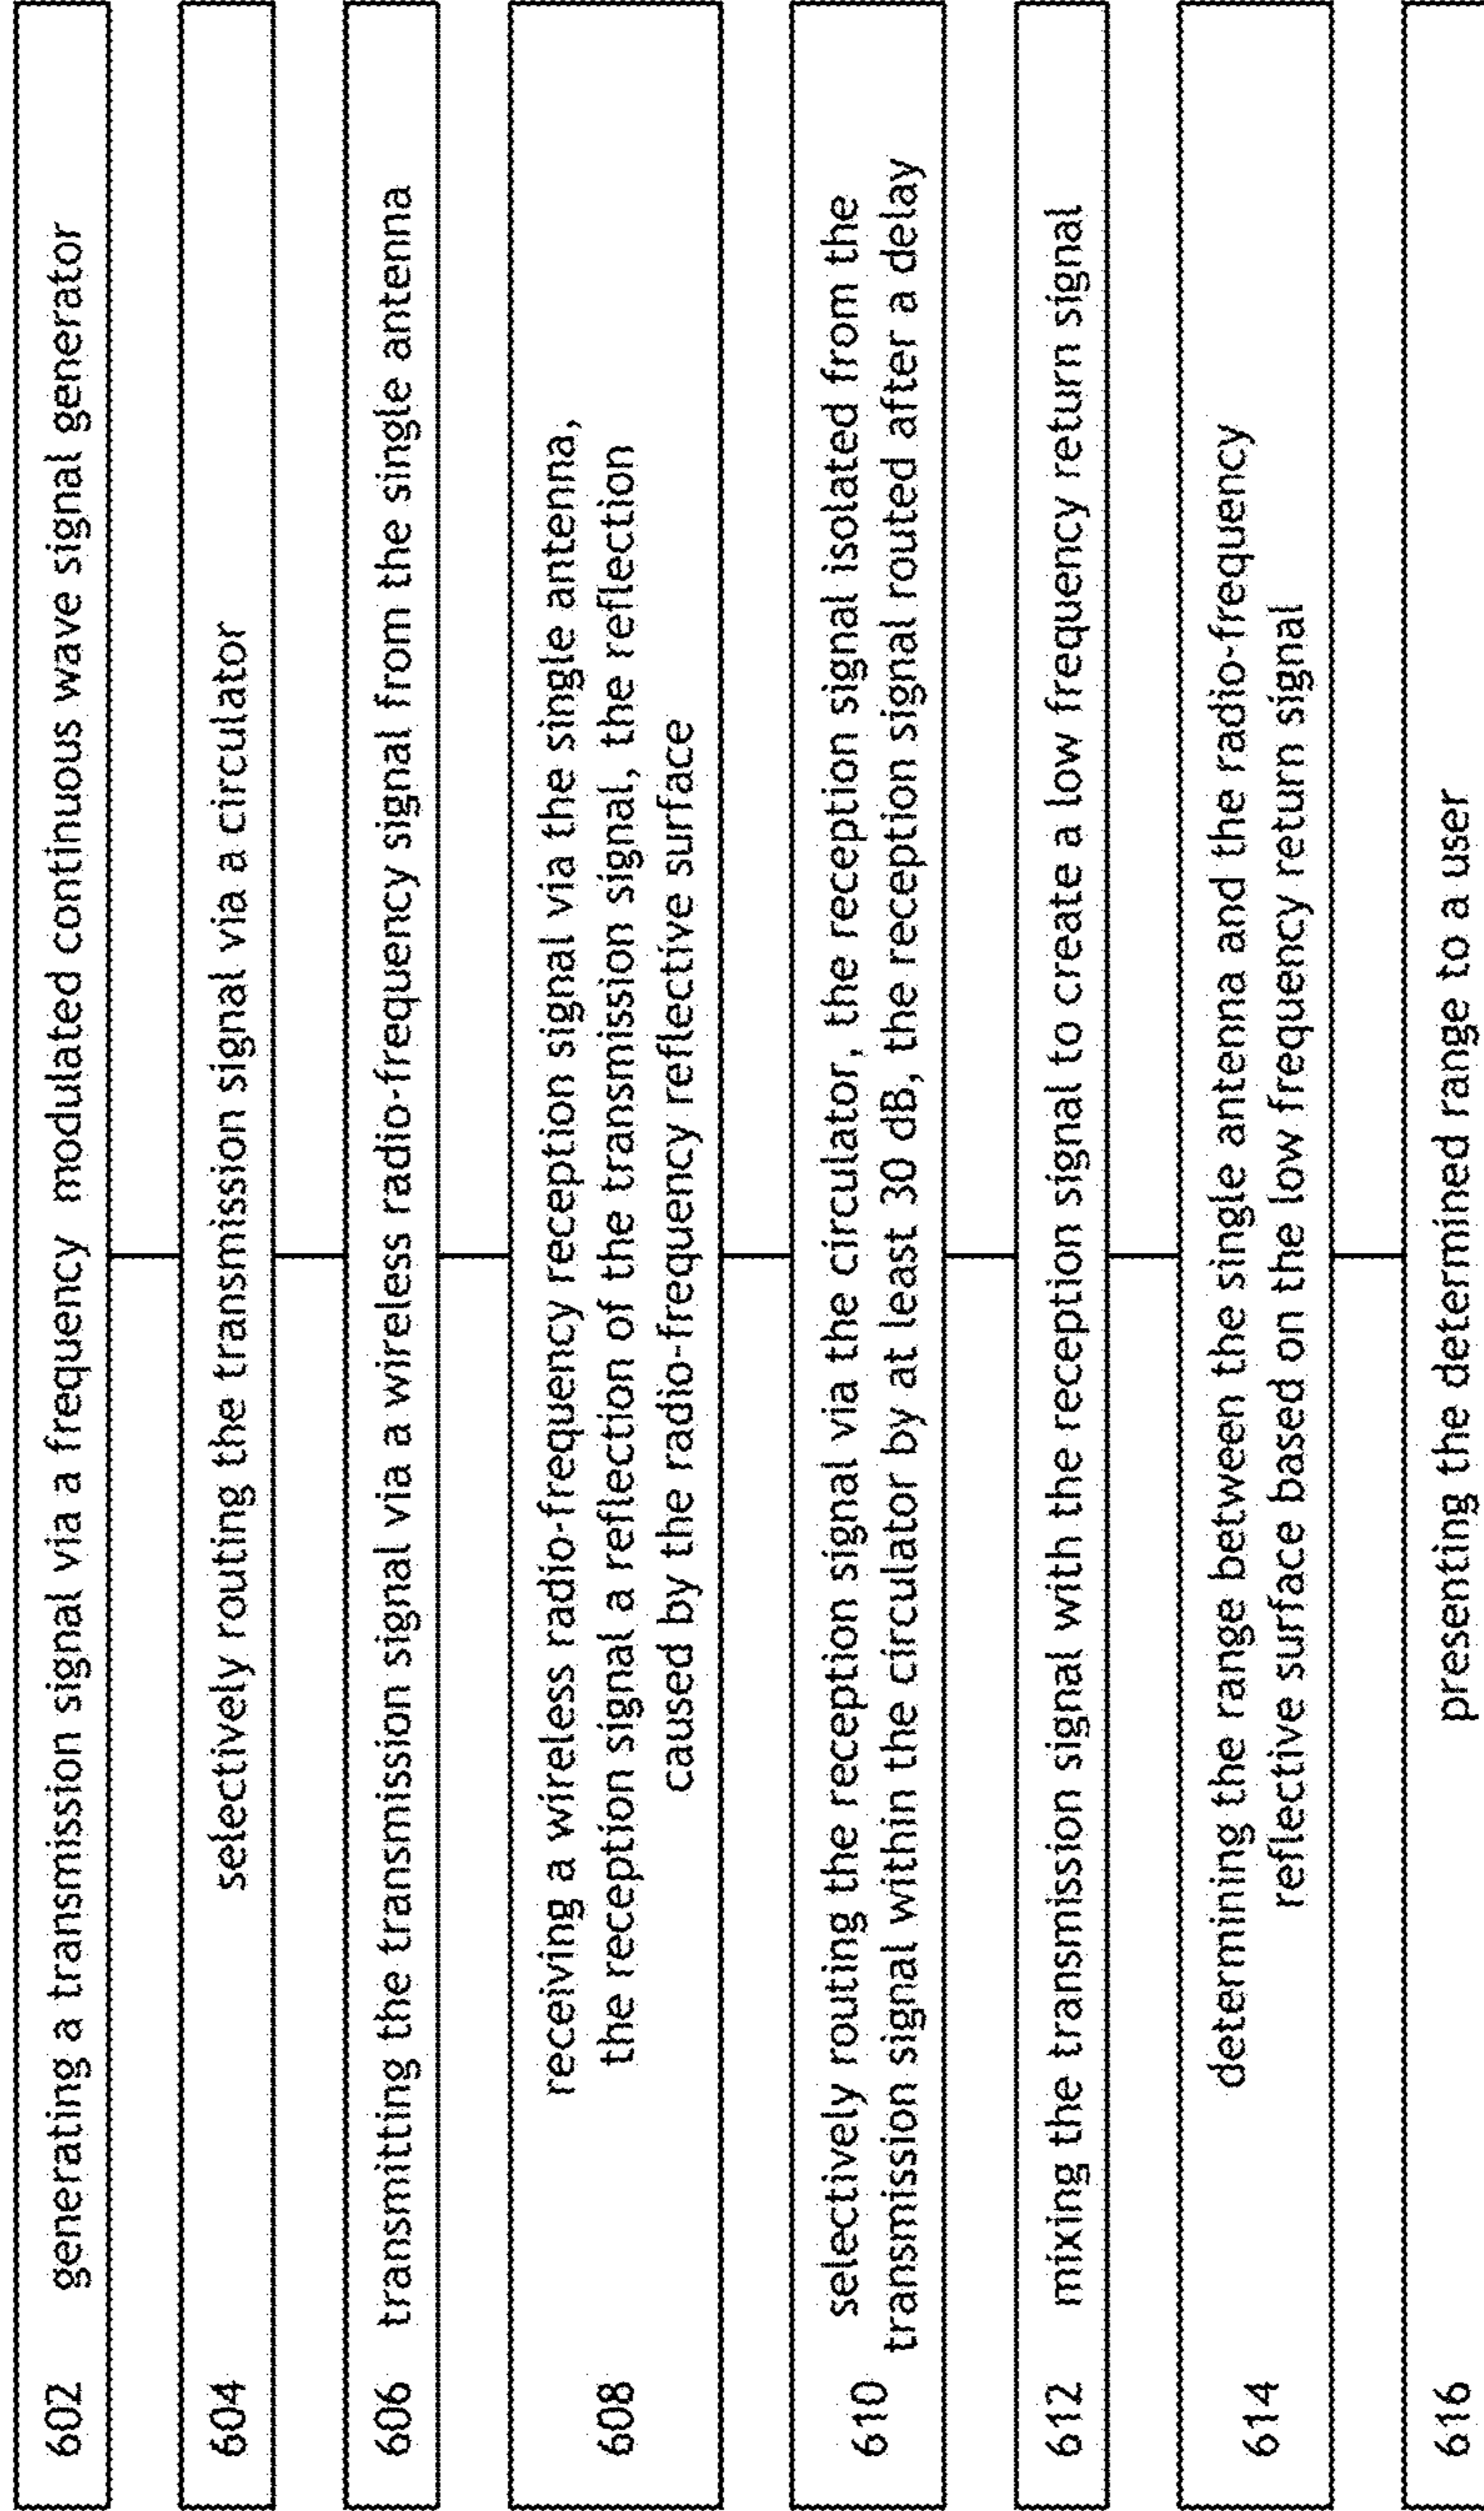 602 generating a transmission signal via a frequency modulated continuous wave signal generator
604 selectively routing the transmission signal via a circulator
606 transmitting the transmission signal via a wireless radio-frequency signal from the single antenna
608 receiving a wireless radio-frequency reception signal via the single antenna,
the reception signal a reflection of the transmission signal, the reflection
caused by the radio-frequency reflective surface
610 selectively routing the reception signal via the circulator, the reception signal isolated from the
transmission signal within the circulator by at least 30 dB, the reception signal routed after a delay
612 mixing the transmission signal with the reception signal to create a low frequency return signal
614 determining the range between the single antenna and the radio-frequency
reflective surface based on the low frequency return signal
616 presenting the determined range to a user